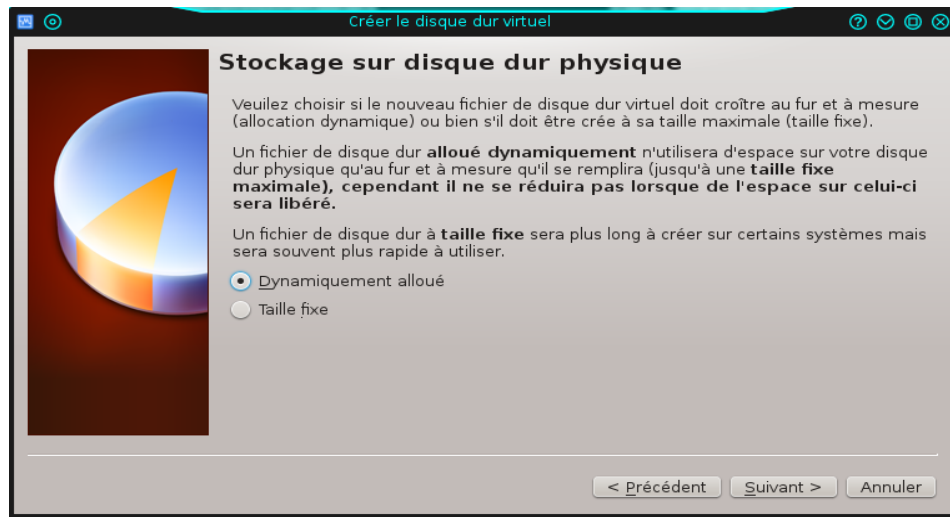 Créer le disque dur virtuel
Stockage sur disque dur physique
Veuilez choisir si le nouveau fichier de disque dur virtuel doit croître au fur et à mesure
(allocation dynamique) ou bien s'il doit être crée à sa taille maximale (taille fixe).
Un fichier de disque dur alloué dynamiquement n'utilisera d'espace sur votre disque
dur physique qu'au fur et à mesure qu'il se remplira (jusqu'à une taille fixe
maximale), cependant il ne se réduira pas lorsque de l'espace sur celui-ci
sera libéré.
Un fichier de disque dur à taille fixe sera plus long à créer sur certains systèmes mais
sera souvent plus rapide à utiliser.
Dynamiquement alloué
Taille fixe
< Précédent Suivant > Annuler